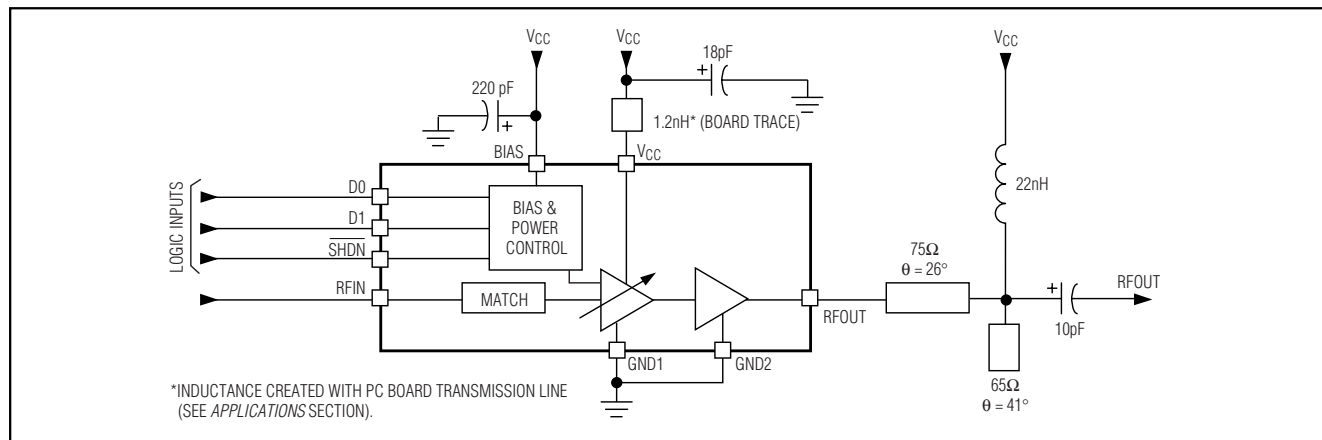 VCC
VCC
18pF
VCC
220 pF
1.2nH* (BOARD TRACE)
BIAS
VCC
LOGIC INPUTS
D0
D1
SHDN
BIAS &
POWER
CONTROL
22nH
75Ω
θ = 26°
RFIN
MATCH
RFOUT
RFOUT
10pF
GND1
GND2
65Ω
θ = 41°
*INDUCTANCE CREATED WITH PC BOARD TRANSMISSION LINE
(SEE APPLICATIONS SECTION).